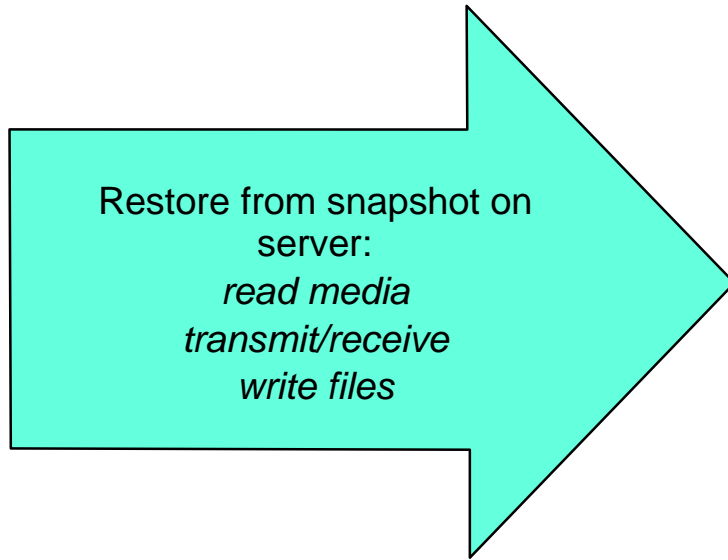 Restore from snapshot on
server:
read media
transmit/receive
write files